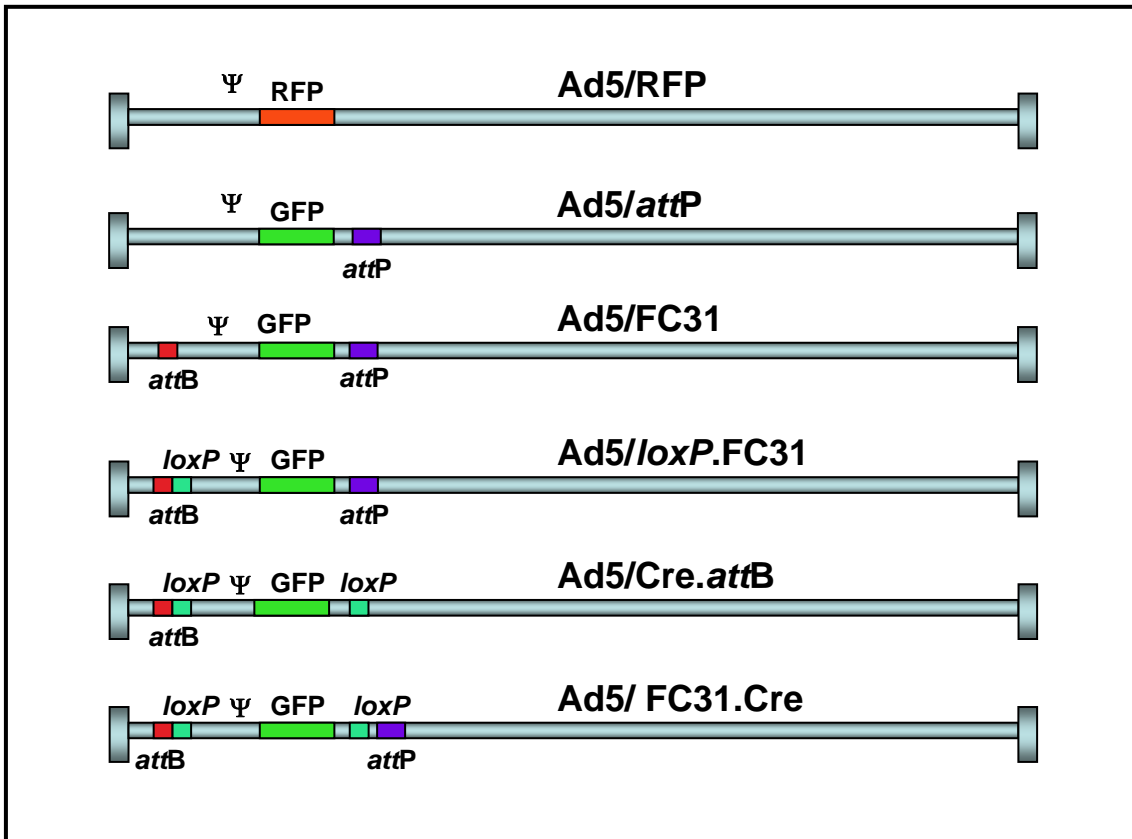 Ψ RFP Ad5/RFP
Ψ GFP Ad5/attP
attP
Ψ GFP Ad5/FC31
attB attP
loxP Ψ GFP Ad5/loxP.FC31
attB attP
loxP Ψ GFP loxP Ad5/Cre.attB
attB
loxP Ψ GFP loxP Ad5/ FC31.Cre
attB attP